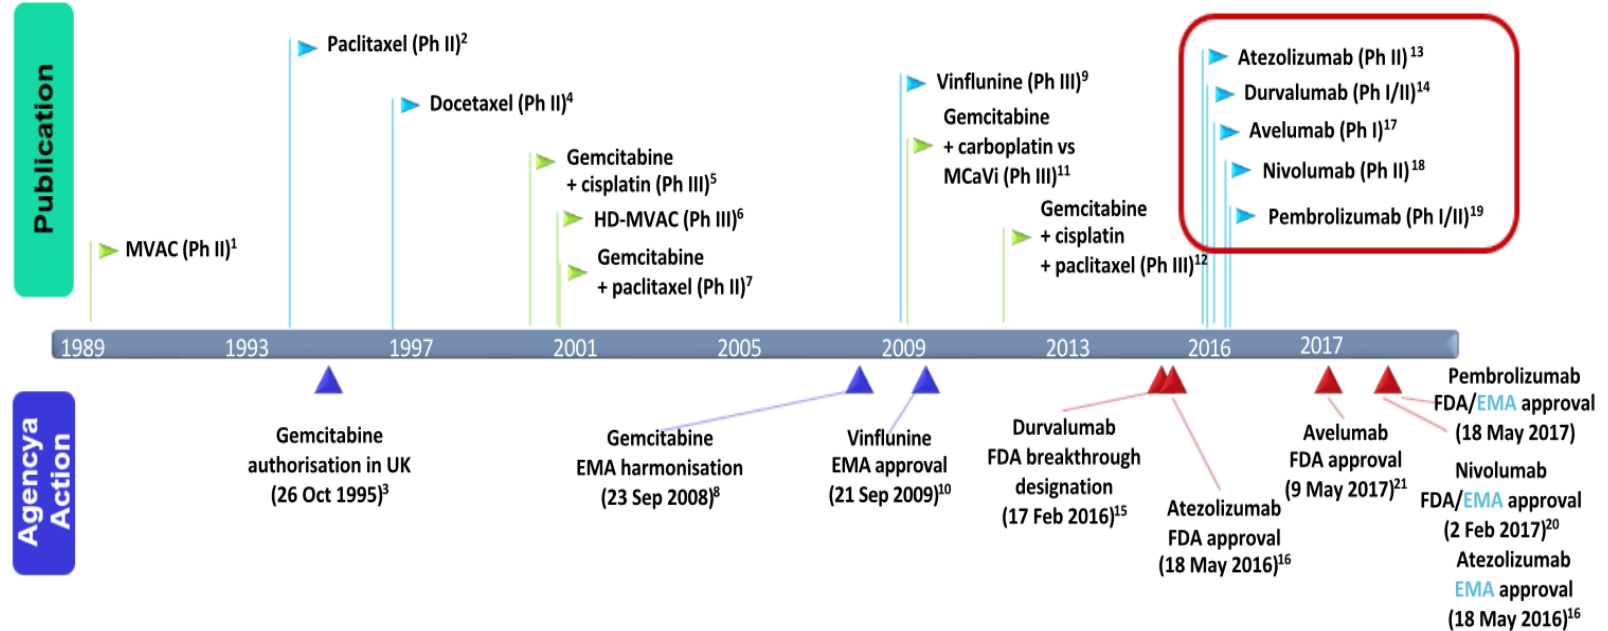 Publication
Paclitaxel (Ph II)²
Docetaxel (Ph II)⁴
Gemcitabine
+ cisplatin (Ph III)⁵
HD-MVAC (Ph III)⁶
MVAC (Ph II)¹
Gemcitabine
+ paclitaxel (Ph II)⁷
Vinflunine (Ph III)⁹
Gemcitabine
+ carboplatin vs
MCaVi (Ph III)¹¹
Gemcitabine
+ cisplatin
+ paclitaxel (Ph III)¹²
Atezolizumab (Ph II)¹³
Durvalumab (Ph I/II)¹⁴
Avelumab (Ph I)¹⁷
Nivolumab (Ph II)¹⁸
Pembrolizumab (Ph I/II)¹⁹
1989 1993 1997 2001 2005 2009 2013 2016 2017
Agencya
Action
Gemcitabine
authorisation in UK
(26 Oct 1995)³
Gemcitabine
EMA harmonisation
(23 Sep 2008)⁸
Vinflunine
EMA approval
(21 Sep 2009)¹⁰
Durvalumab
FDA breakthrough
designation
(17 Feb 2016)¹⁵
Atezolizumab
FDA approval
(18 May 2016)¹⁶
Avelumab
FDA approval
(9 May 2017)²¹
Pembrolizumab
FDA/EMA approval
(18 May 2017)
Nivolumab
FDA/EMA approval
(2 Feb 2017)²⁰
Atezolizumab
EMA approval
(18 May 2016)¹⁶